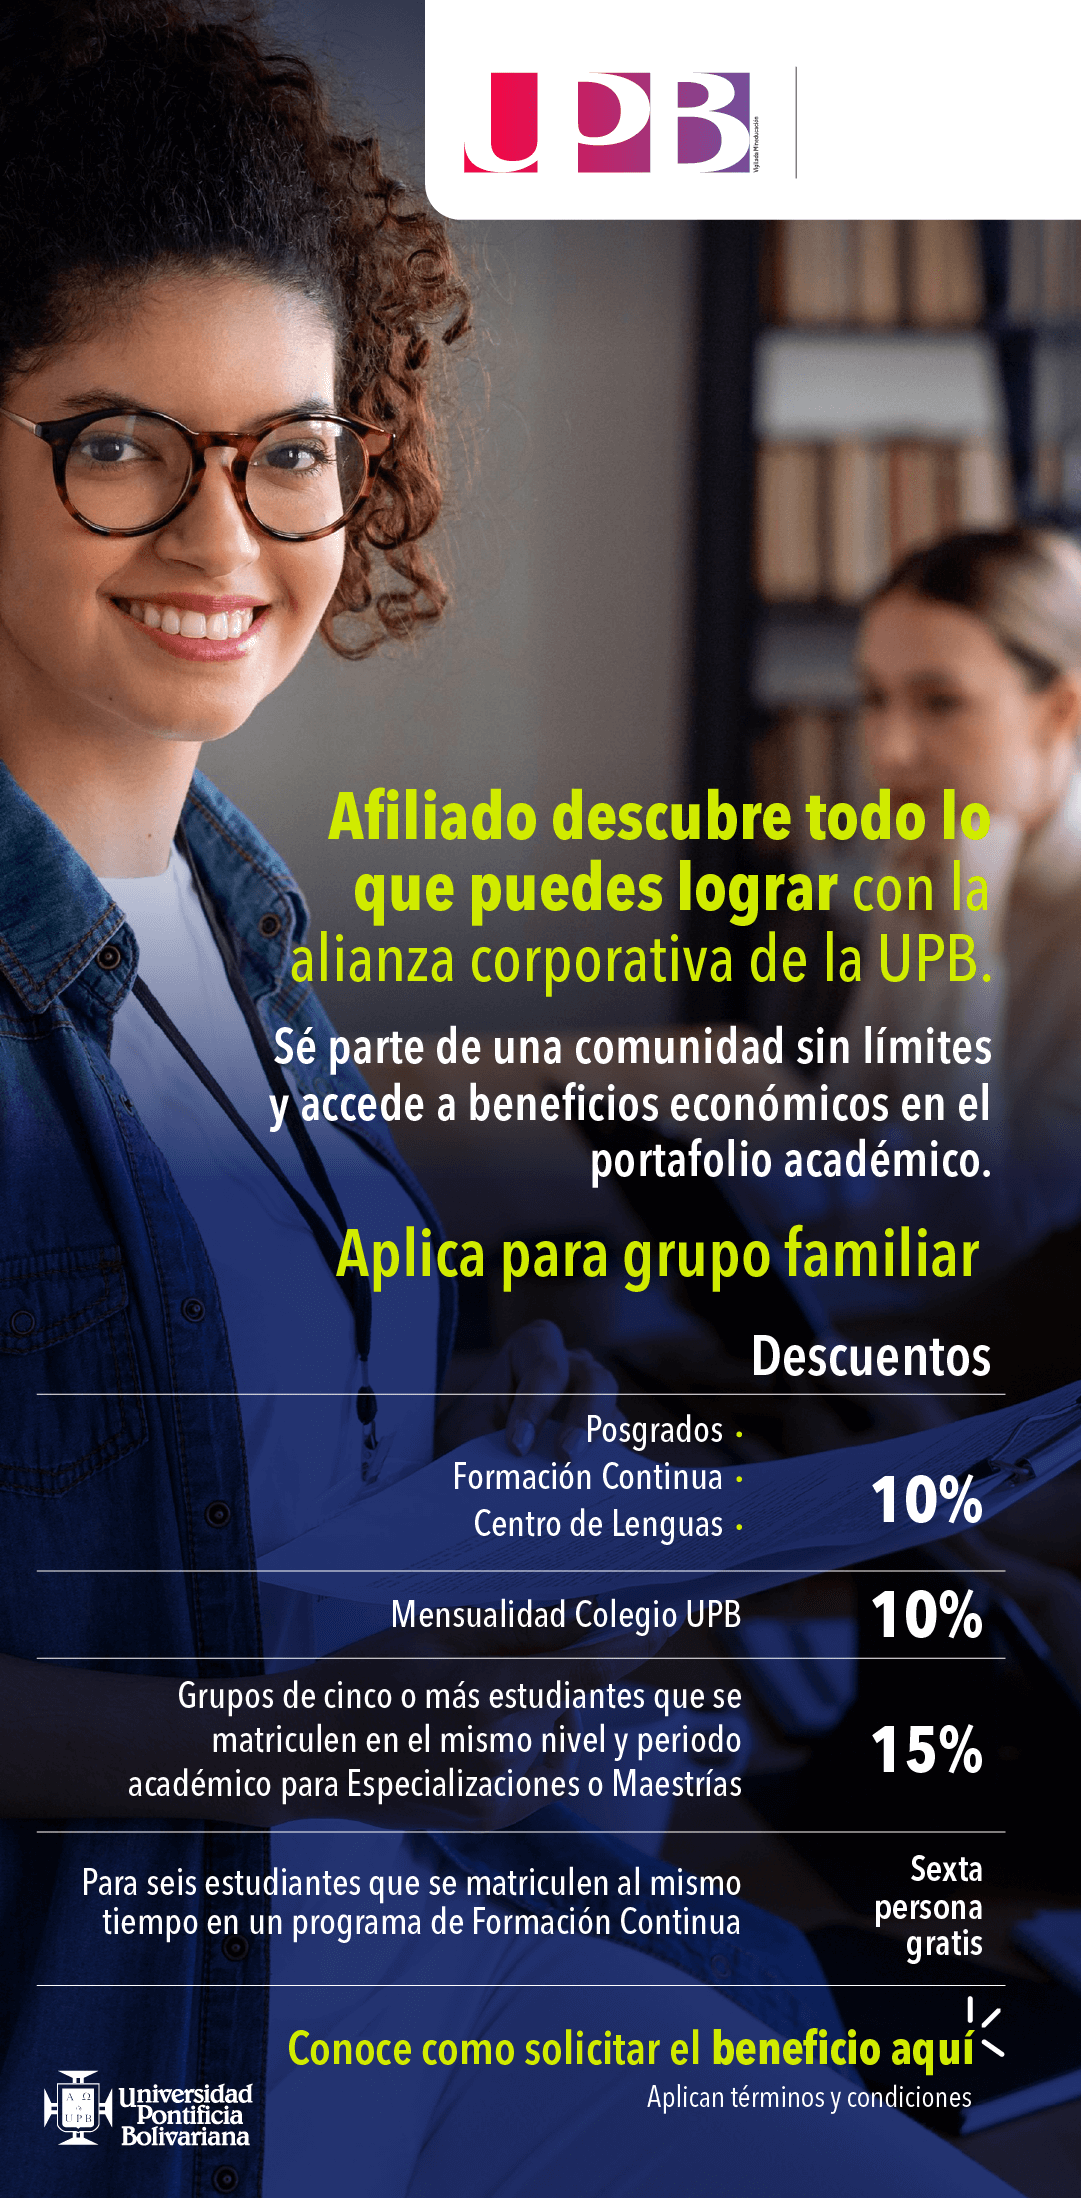 UPB
Vigilada Mineducación
Afiliado descubre todo lo
que puedes lograr con la
alianza corporativa de la UPB.
Sé parte de una comunidad sin límites
y accede a beneficios económicos en el
portafolio académico.
Aplica para grupo familiar
Descuentos
Posgrados •
Formación Continua •
Centro de Lenguas •
10%
Mensualidad Colegio UPB
10%
Grupos de cinco o más estudiantes que se
matriculen en el mismo nivel y periodo
académico para Especializaciones o Maestrías
15%
Para seis estudiantes que se matriculen al mismo
tiempo en un programa de Formación Continua
Sexta
persona
gratis
Conoce como solicitar el beneficio aquí
Aplican términos y condiciones
Α Ω
UPB
Universidad
Pontificia
Bolivariana